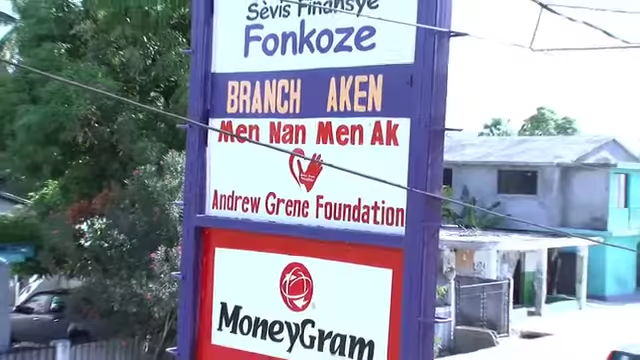 Sèvis Finansye
Fonkoze
BRANCH AKEN
Men Nan Men Ak
Andrew Grene Foundation
MoneyGram